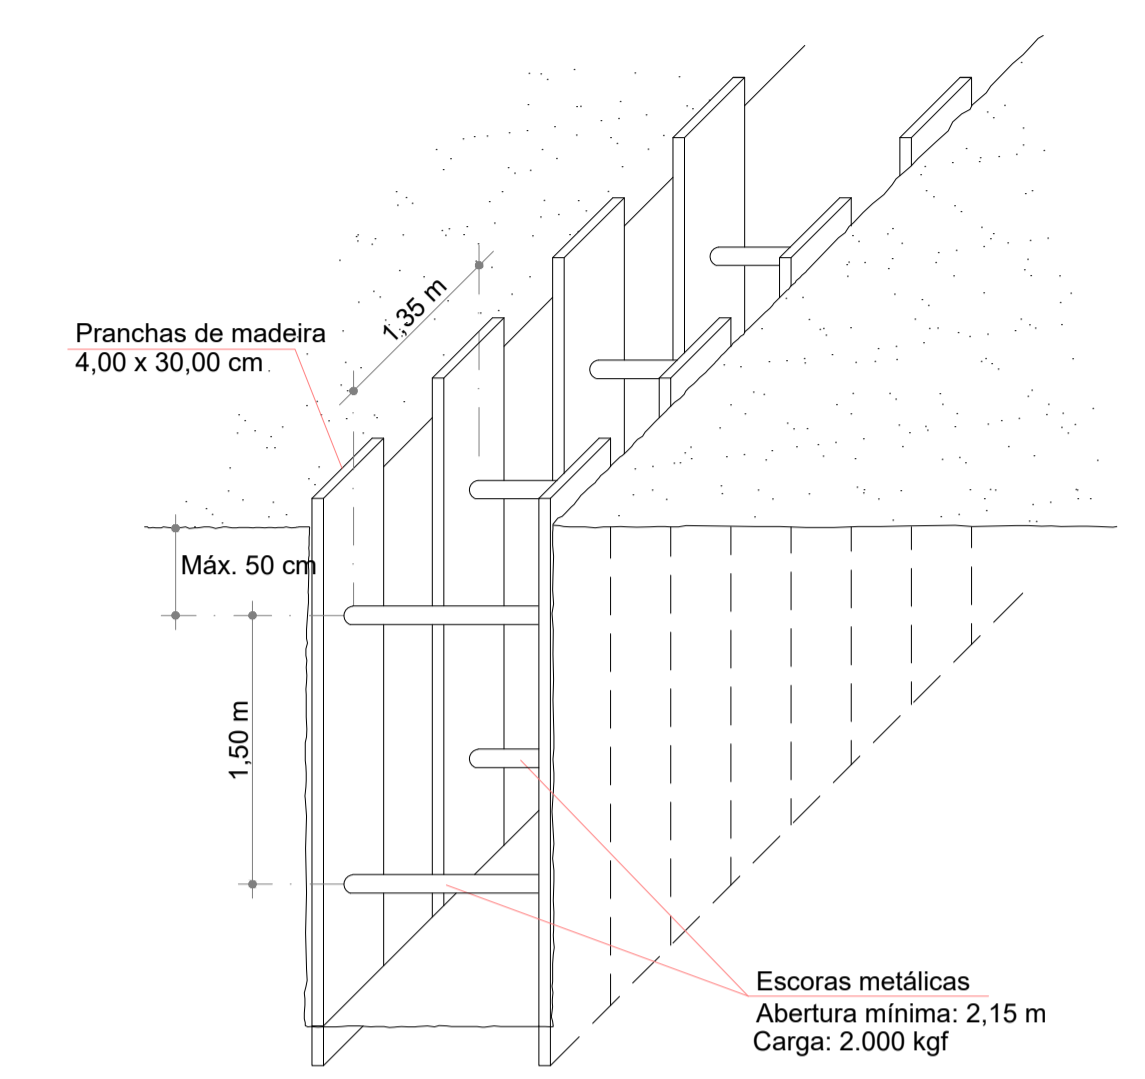 1,35 m
Pranchas de madeira
4,00 x 30,00 cm
Máx. 50 cm
1,50 m
Escoras metálicas
Abertura mínima: 2,15 m
Carga: 2.000 kgf